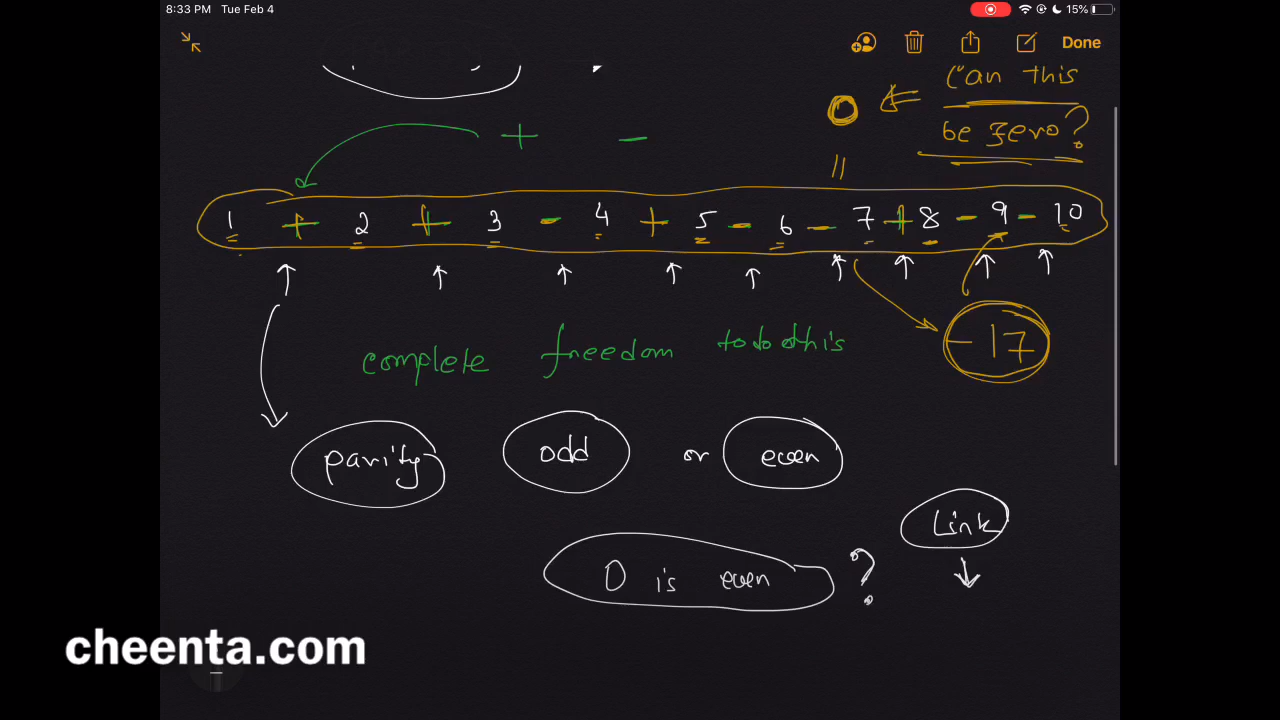 8:33 PM Tue Feb 4
15%
Done
Can this
be zero?
+ -
0
1 + 2 + 3 - 4 + 5 - 6 - 7 + 8 - 9 - 10
complete freedom to do this
-17
parity odd or even
Link
0 is even ?
cheenta.com